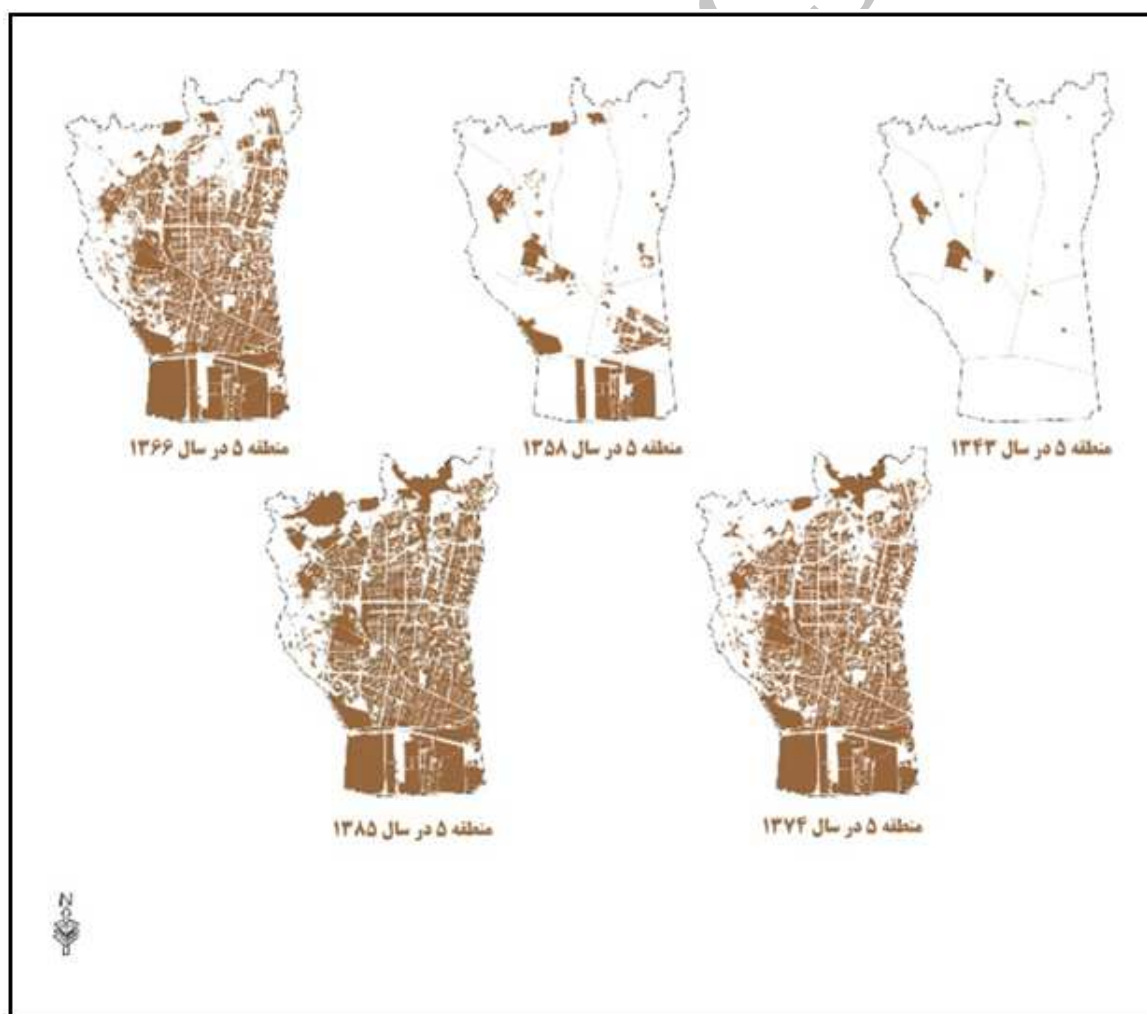 منطقه ۵ در سال ۱۳۴۳
منطقه ۵ در سال ۱۳۵۸
منطقه ۵ در سال ۱۳۶۶
منطقه ۵ در سال ۱۳۷۴
منطقه ۵ در سال ۱۳۸۵
N